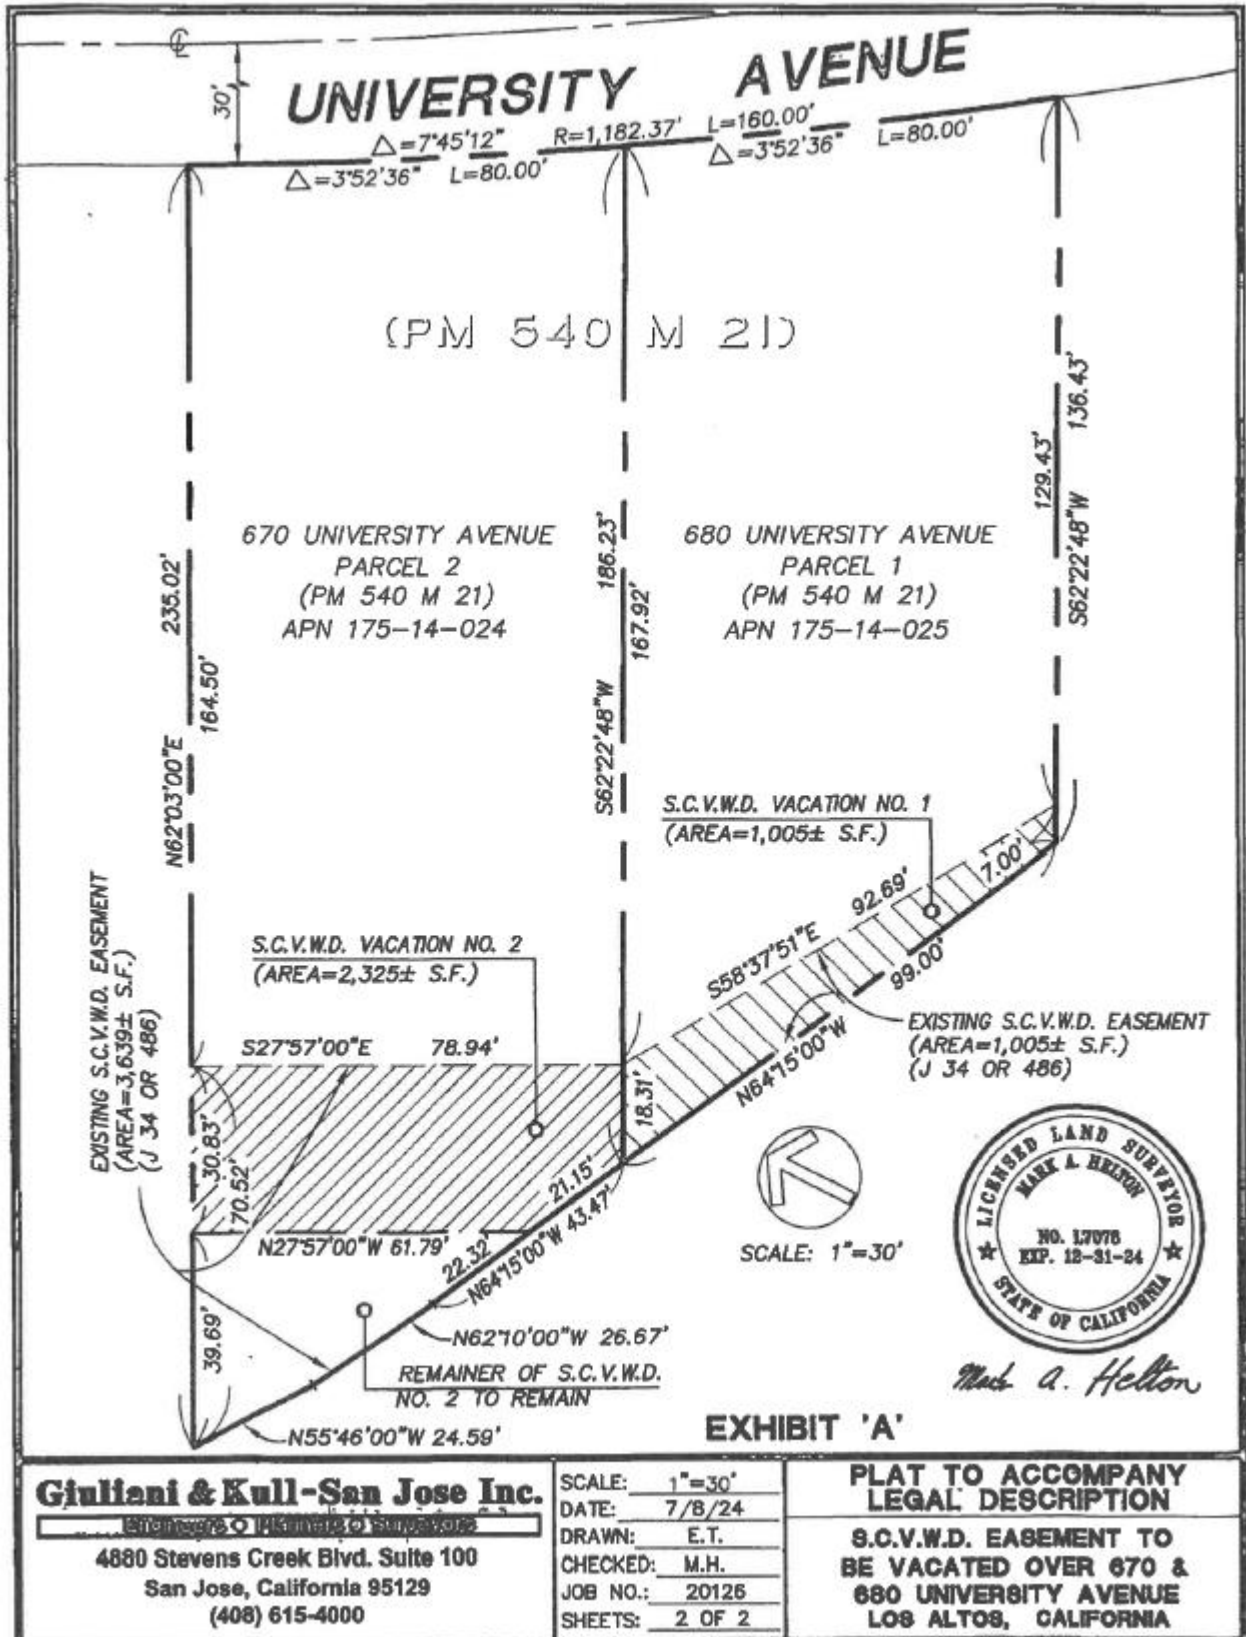 ℄
30'
UNIVERSITY AVENUE
△=7°45'12" R=1,182.37' L=160.00'
△=3°52'36" L=80.00'
△=3°52'36" L=80.00'
(PM 540 M 21)
235.02'
164.50'
N62°03'00"E
186.23'
167.92'
S62°22'48"W
129.43'
136.43'
S62°22'48"W
670 UNIVERSITY AVENUE
PARCEL 2
(PM 540 M 21)
APN 175-14-024
680 UNIVERSITY AVENUE
PARCEL 1
(PM 540 M 21)
APN 175-14-025
S.C.V.W.D. VACATION NO. 1
(AREA=1,005± S.F.)
7.00'
92.69'
S58°37'51"E
99.00'
N64°15'00"W
EXISTING S.C.V.W.D. EASEMENT
(AREA=1,005± S.F.)
(J 34 OR 486)
EXISTING S.C.V.W.D. EASEMENT
(AREA=3,639± S.F.)
(J 34 OR 486)
S.C.V.W.D. VACATION NO. 2
(AREA=2,325± S.F.)
S27°57'00"E 78.94'
30.83'
70.52'
18.31'
21.15'
N27°57'00"W 61.79'
22.32'
N64°15'00"W 43.47'
39.69'
N62°10'00"W 26.67'
REMAINER OF S.C.V.W.D.
NO. 2 TO REMAIN
N55°46'00"W 24.59'
SCALE: 1"=30'
LICENSED LAND SURVEYOR
MARK A. HELTON
NO. L7078
EXP. 12-31-24
STATE OF CALIFORNIA
Mark A. Helton
EXHIBIT 'A'
Giuliani & Kull-San Jose Inc.
Engineers O Planners O Surveyors
4880 Stevens Creek Blvd. Suite 100
San Jose, California 95129
(408) 615-4000
SCALE: 1"=30'
DATE: 7/8/24
DRAWN: E.T.
CHECKED: M.H.
JOB NO.: 20126
SHEETS: 2 OF 2
PLAT TO ACCOMPANY
LEGAL DESCRIPTION
S.C.V.W.D. EASEMENT TO
BE VACATED OVER 670 &
680 UNIVERSITY AVENUE
LOS ALTOS, CALIFORNIA